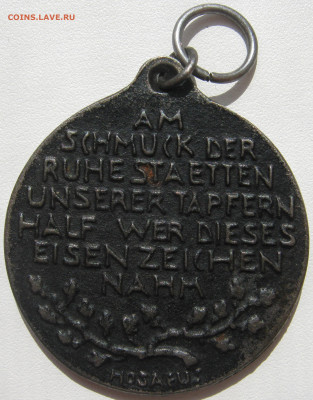 COINS.LAVE.RU
AM
SCHMUCK DER
RUHESTAETTEN
UNSERER TAPFERN
HALF WER DIESES
EISENZEICHEN
NAHM
HOSAEUS